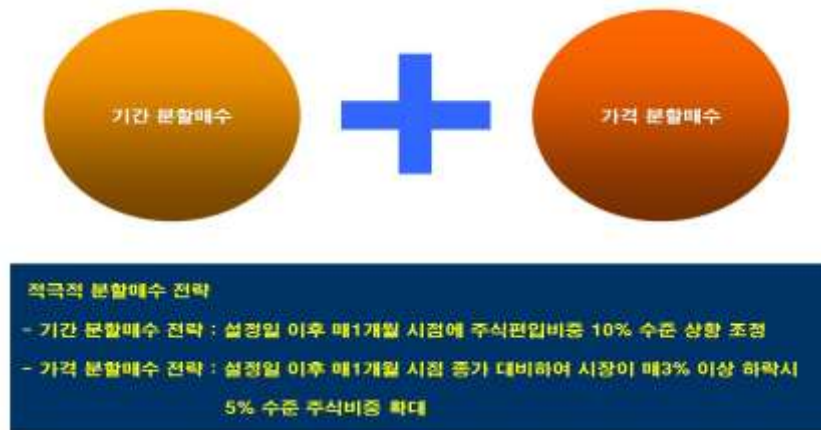 기간 분할매수
가격 분할매수
적극적 분할매수 전략
- 기간 분할매수 전략 : 설정일 이후 매1개월 시점에 주식편입비중 10% 수준 상향 조정
- 가격 분할매수 전략 : 설정일 이후 매1개월 시점 종가 대비하여 시장이 매3% 이상 하락시
5% 수준 주식비중 확대